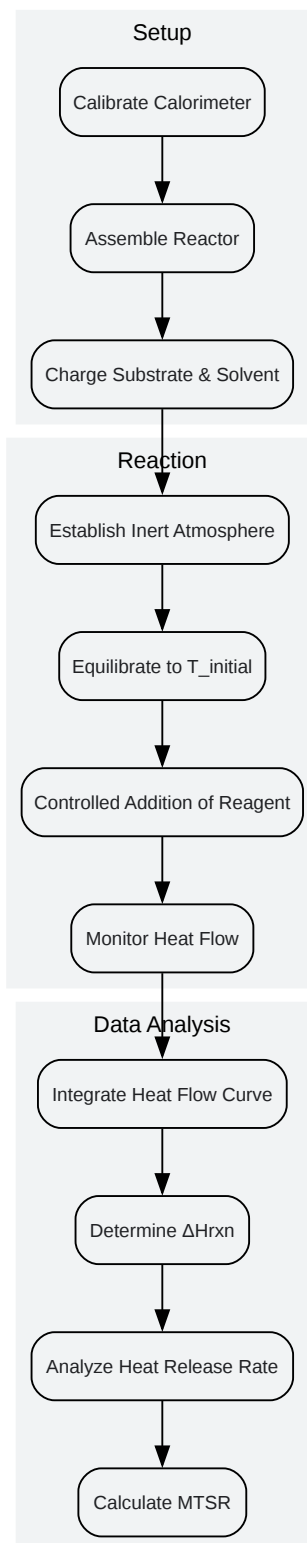 Setup
Calibrate Calorimeter
Assemble Reactor
Charge Substrate & Solvent
Reaction
Establish Inert Atmosphere
Equilibrate to T_initial
Controlled Addition of Reagent
Monitor Heat Flow
Data Analysis
Integrate Heat Flow Curve
Determine ΔHrxn
Analyze Heat Release Rate
Calculate MTSR